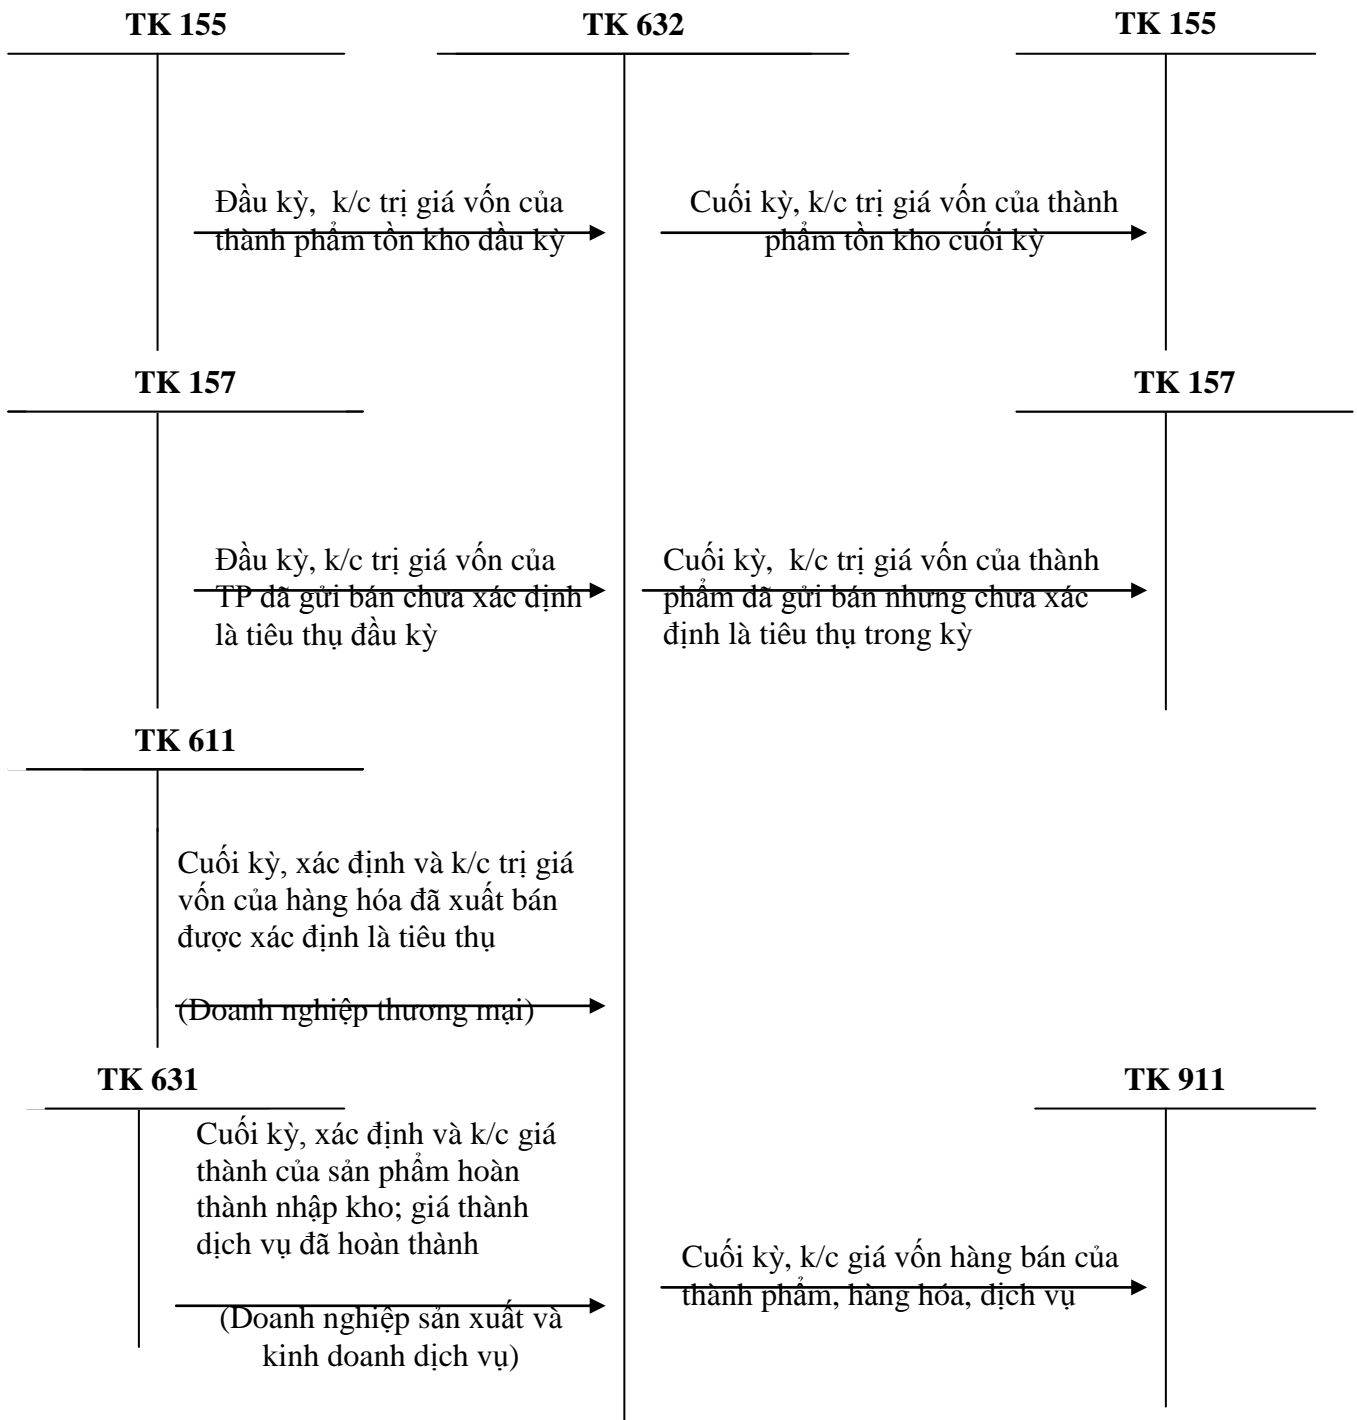 TK 155
TK 632
TK 155
Đầu kỳ, k/c trị giá vốn của
thành phẩm tồn kho đầu kỳ
Cuối kỳ, k/c trị giá vốn của thành
phẩm tồn kho cuối kỳ
TK 157
TK 157
Đầu kỳ, k/c trị giá vốn của
TP đã gửi bán chưa xác định
là tiêu thụ đầu kỳ
Cuối kỳ, k/c trị giá vốn của thành
phẩm đã gửi bán nhưng chưa xác
định là tiêu thụ trong kỳ
TK 611
Cuối kỳ, xác định và k/c trị giá
vốn của hàng hóa đã xuất bán
được xác định là tiêu thụ
(Doanh nghiệp thương mại)
TK 631
TK 911
Cuối kỳ, xác định và k/c giá
thành của sản phẩm hoàn
thành nhập kho; giá thành
dịch vụ đã hoàn thành
(Doanh nghiệp sản xuất và
kinh doanh dịch vụ)
Cuối kỳ, k/c giá vốn hàng bán của
thành phẩm, hàng hóa, dịch vụ